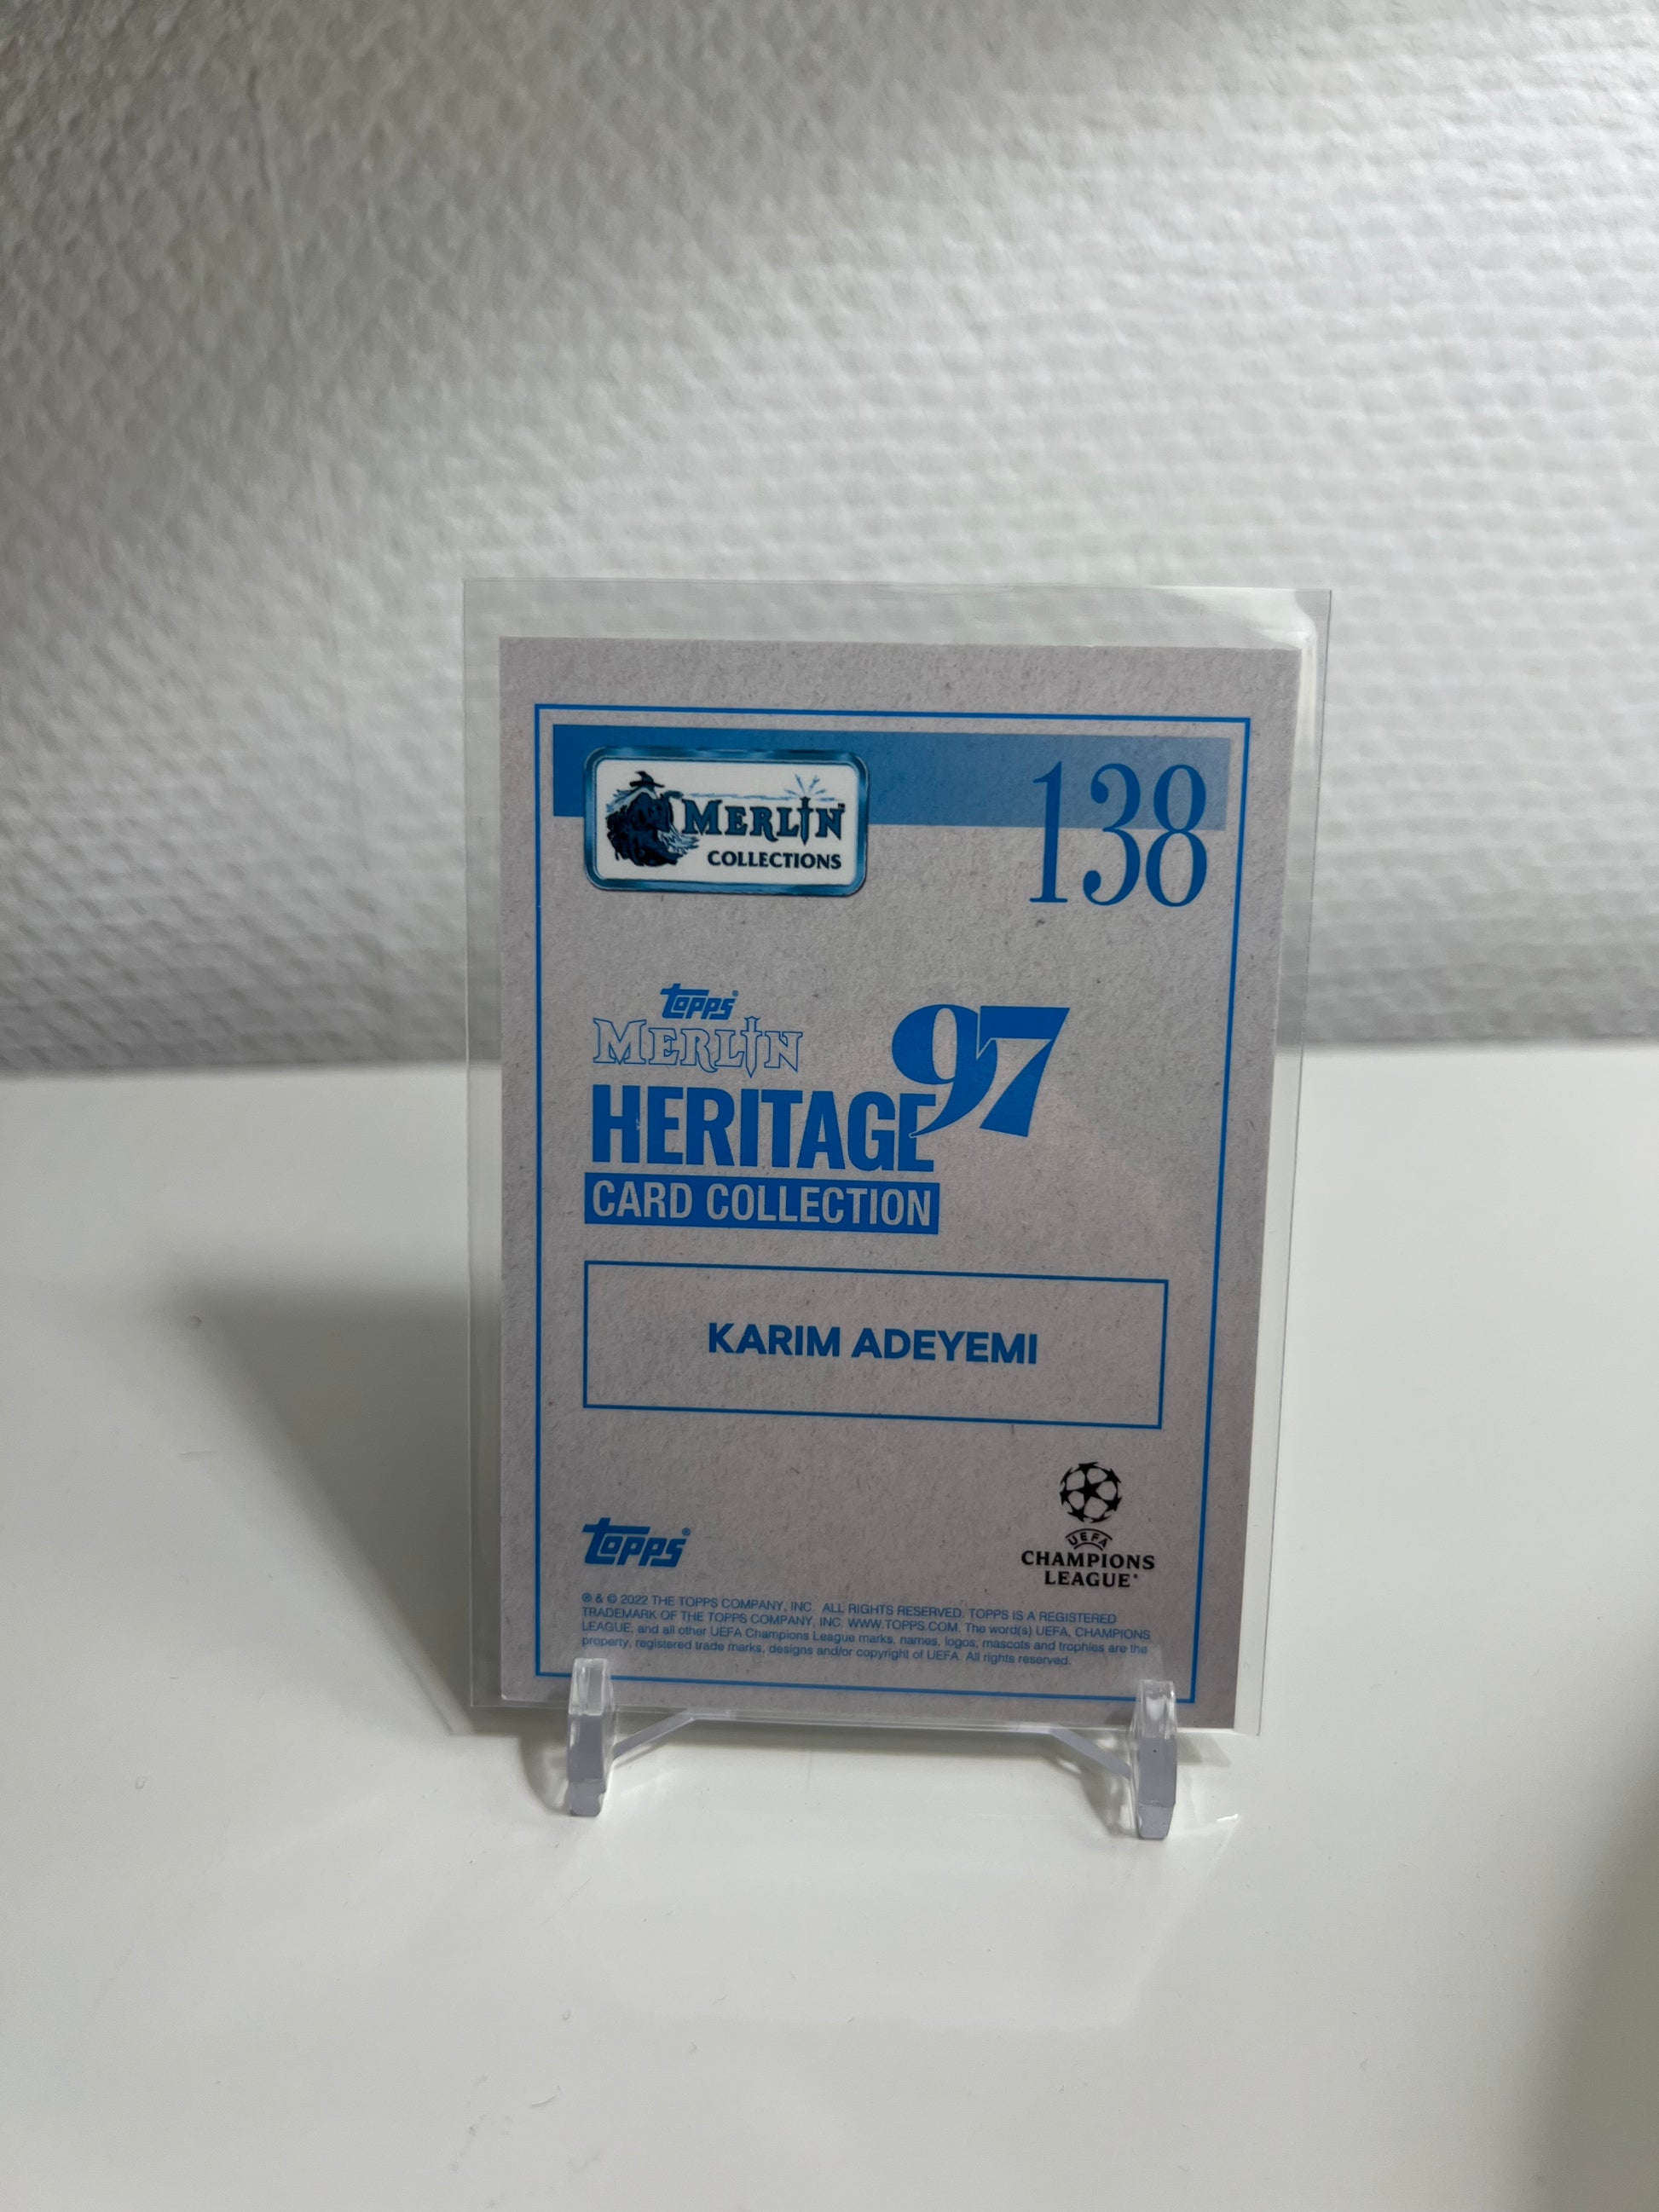 MERLIN
COLLECTIONS
138
topps®
MERLIN
HERITAGE 97
CARD COLLECTION
KARIM ADEYEMI
topps®
UEFA
CHAMPIONS
LEAGUE®
® & © 2022 THE TOPPS COMPANY, INC. ALL RIGHTS RESERVED. TOPPS IS A REGISTERED
TRADEMARK OF THE TOPPS COMPANY, INC. WWW.TOPPS.COM. The word(s) UEFA, CHAMPIONS
LEAGUE, and all other UEFA Champions League marks, names, logos, mascots and trophies are the
property, registered trade marks, designs and/or copyright of UEFA. All rights reserved.